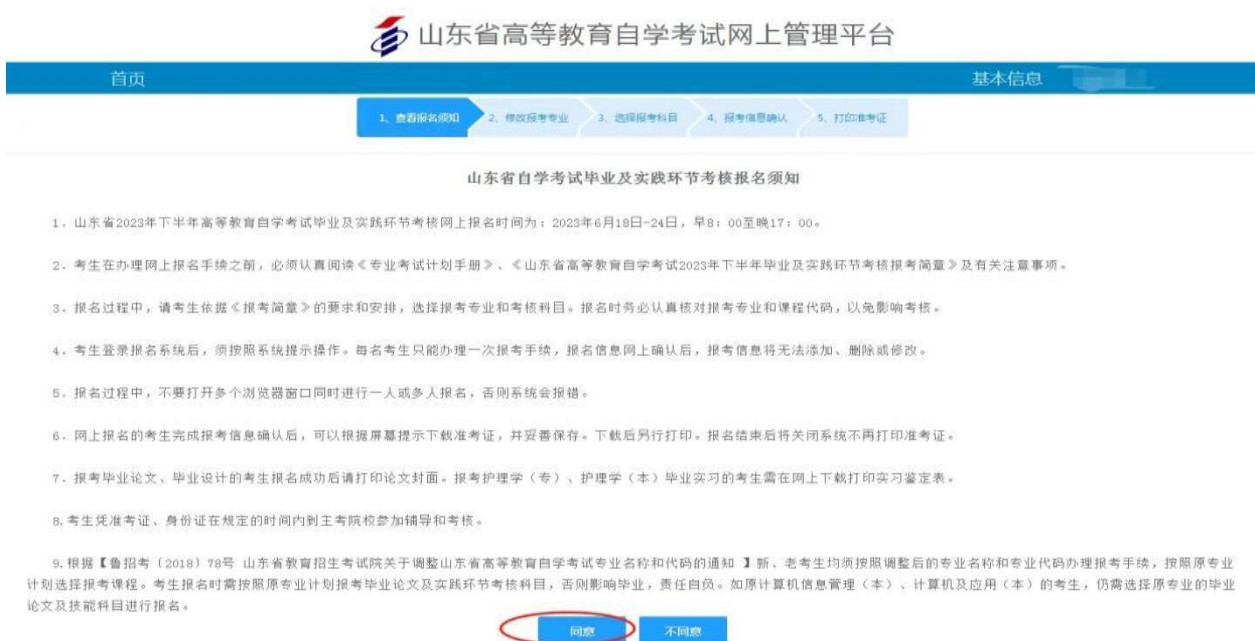 山东省高等教育自学考试网上管理平台
首页 基本信息
1、查看报名须知 2、修改报考专业 3、选择报考科目 4、报考信息确认 5、打印准考证
山东省自学考试毕业及实践环节考核报名须知
1．山东省2023年下半年高等教育自学考试毕业及实践环节考核网上报名时间为：2023年6月18日-24日，早8：00至晚17：00。
2．考生在办理网上报名手续之前，必须认真阅读《专业考试计划手册》、《山东省高等教育自学考试2023年下半年毕业及实践环节考核报考简章》及有关注意事项。
3．报名过程中，请考生依据《报考简章》的要求和安排，选择报考专业和考核科目。报名时务必认真核对报考专业和课程代码，以免影响考核。
4．考生登录报名系统后，须按照系统提示操作。每名考生只能办理一次报考手续，报名信息网上确认后，报考信息将无法添加、删除或修改。
5．报名过程中，不要打开多个浏览器窗口同时进行一人或多人报名，否则系统会报错。
6．网上报名的考生完成报考信息确认后，可以根据屏幕提示下载准考证，并妥善保存。下载后另行打印。报名结束后将关闭系统不再打印准考证。
7．报考毕业论文、毕业设计的考生报名成功后请打印论文封面。报考护理学（专）、护理学（本）毕业实习的考生需在网上下载打印实习鉴定表。
8.考生凭准考证、身份证在规定的时间内到主考院校参加辅导和考核。
9.根据【鲁招考〔2018〕78号 山东省教育招生考试院关于调整山东省高等教育自学考试专业名称和代码的通知 】新、老考生均须按照调整后的专业名称和专业代码办理报考手续，按照原专业
计划选择报考课程。考生报名时需按照原专业计划报考毕业论文及实践环节考核科目，否则影响毕业，责任自负。如原计算机信息管理（本）、计算机及应用（本）的考生，仍需选择原专业的毕业
论文及技能科目进行报名。
同意 不同意